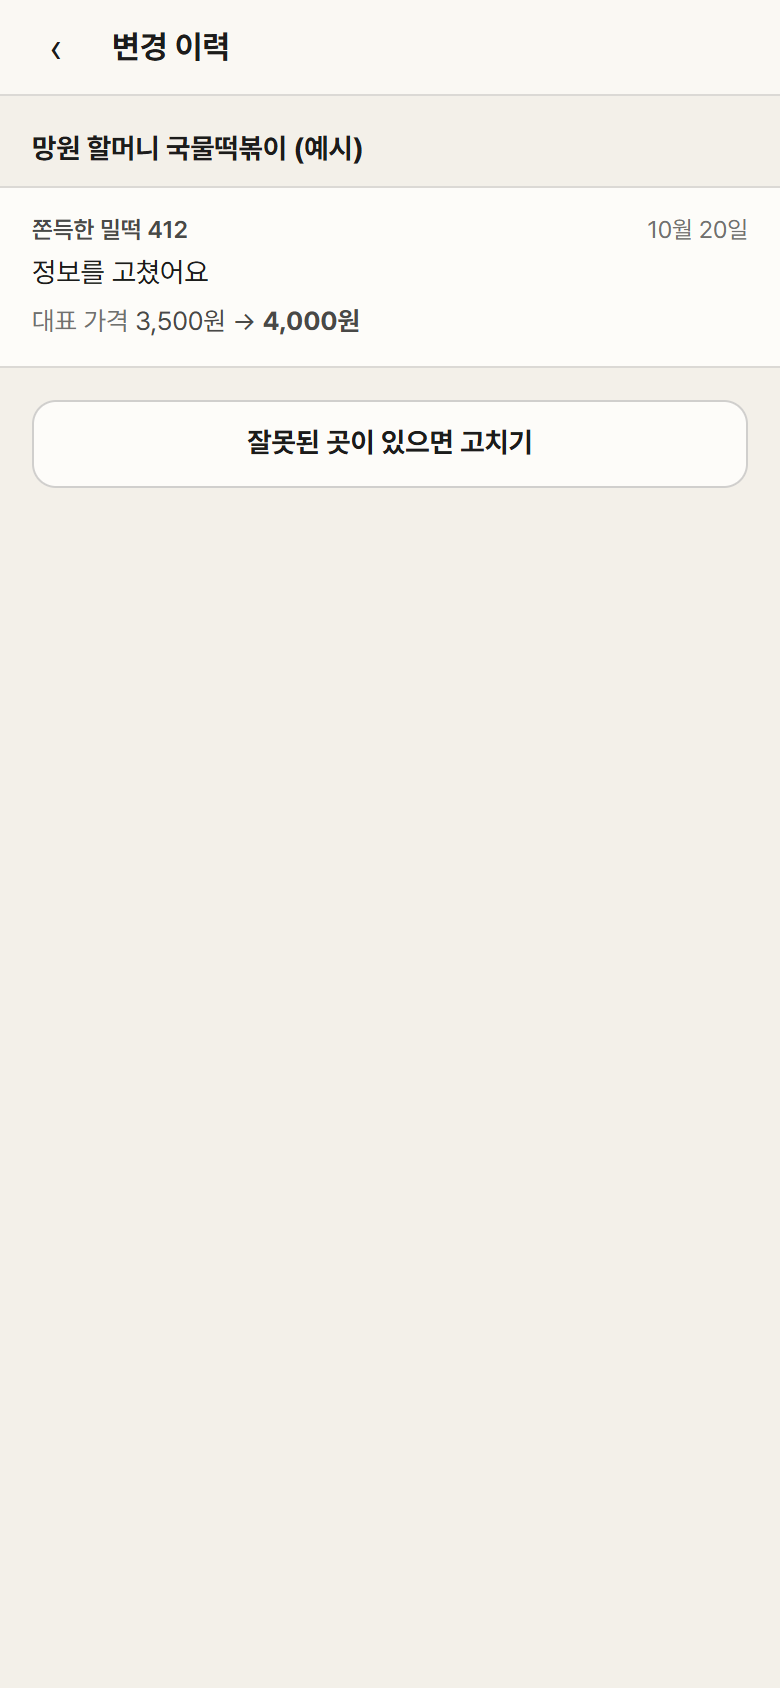 ‹ 변경 이력
망원 할머니 국물떡볶이 (예시)
쫀득한 밀떡 412 10월 20일
정보를 고쳤어요
대표 가격 3,500원 → 4,000원
잘못된 곳이 있으면 고치기